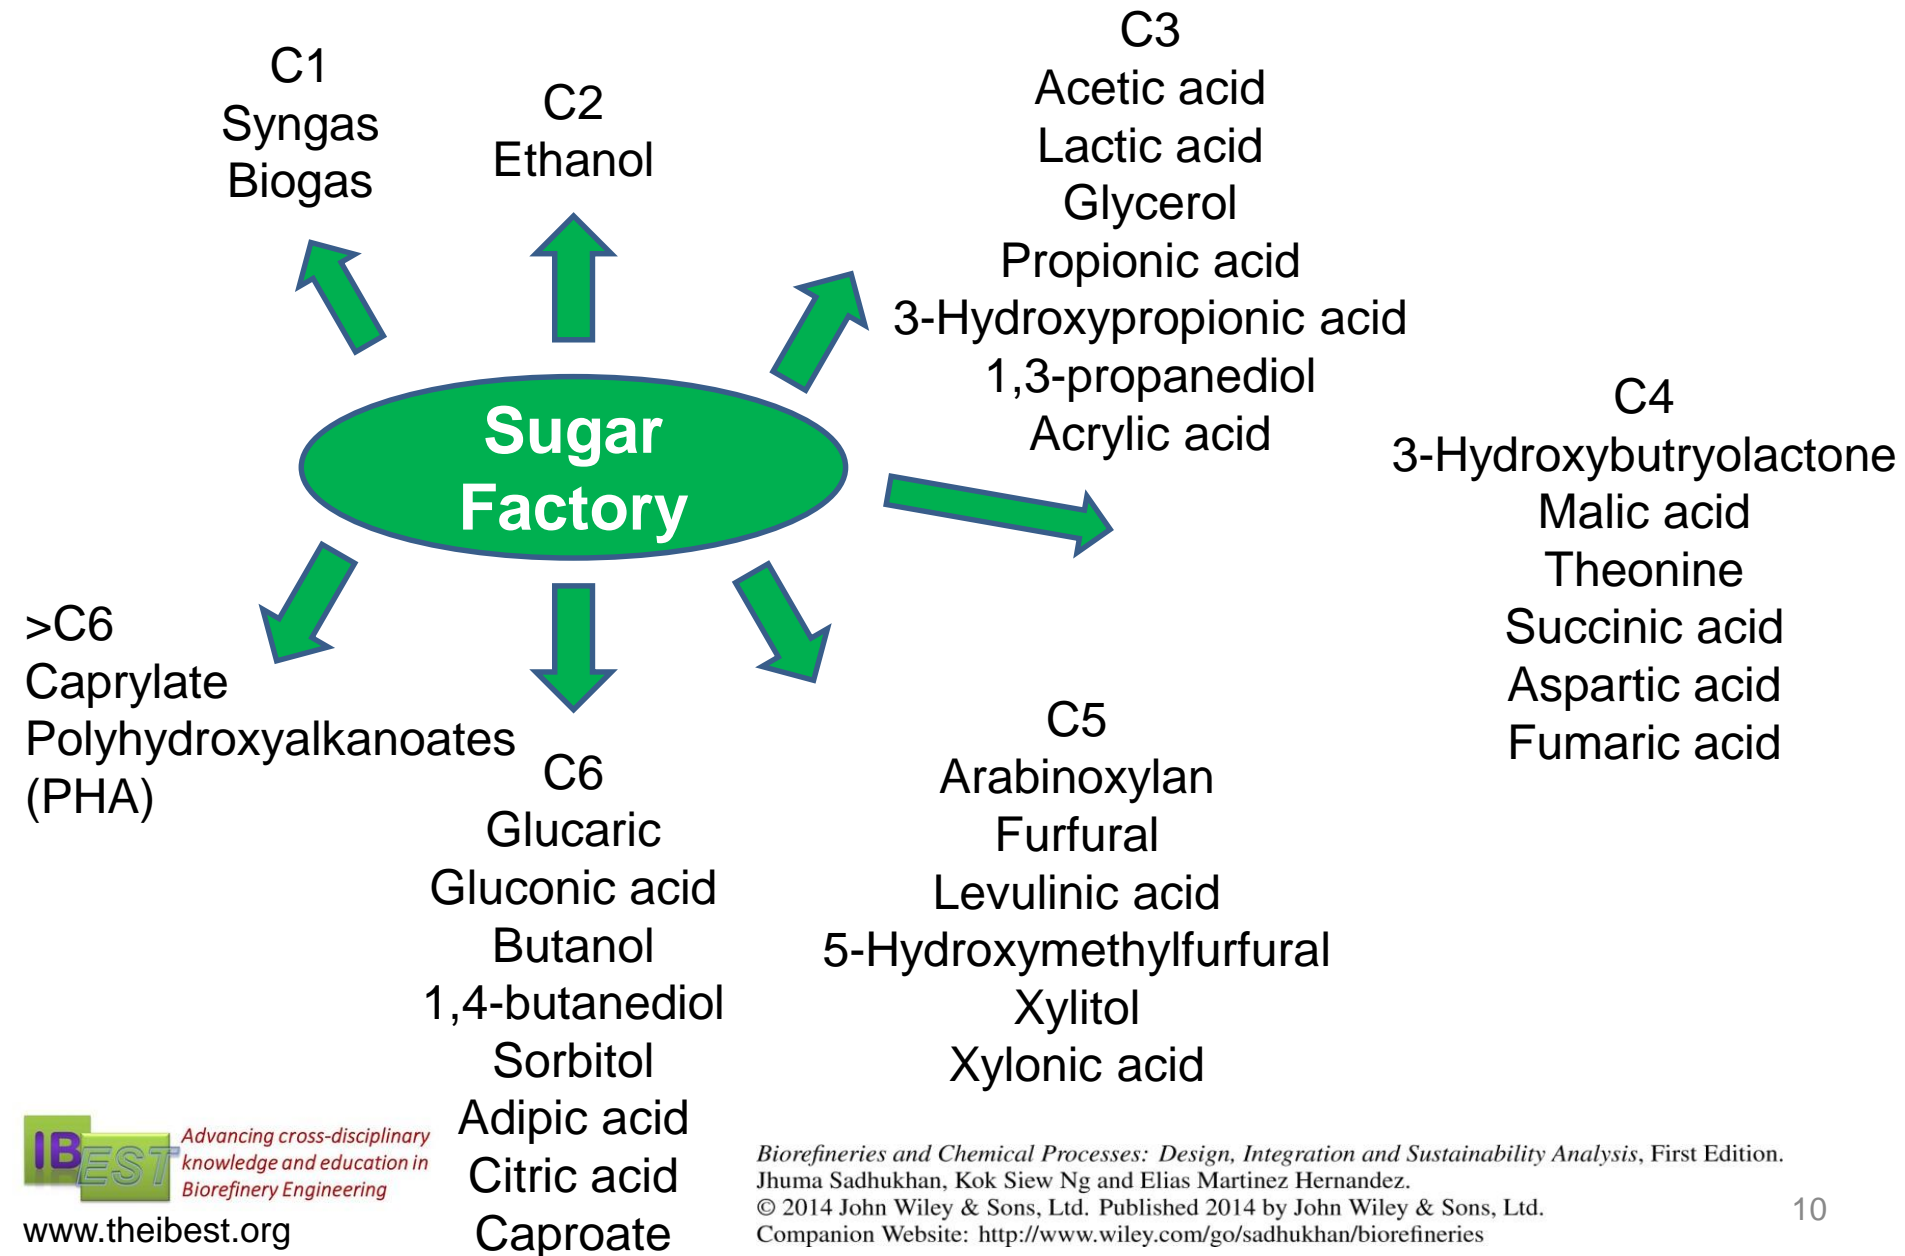 C1
Syngas
Biogas
C2
Ethanol
C3
Acetic acid
Lactic acid
Glycerol
Propionic acid
3-Hydroxypropionic acid
1,3-propanediol
Acrylic acid
C4
3-Hydroxybutryolactone
Malic acid
Theonine
Succinic acid
Aspartic acid
Fumaric acid
Sugar
Factory
>C6
Caprylate
Polyhydroxyalkanoates
(PHA)
C6
Glucaric
Gluconic acid
Butanol
1,4-butanediol
Sorbitol
Adipic acid
Citric acid
Caproate
C5
Arabinoxylan
Furfural
Levulinic acid
5-Hydroxymethylfurfural
Xylitol
Xylonic acid
IBEST
Advancing cross-disciplinary
knowledge and education in
Biorefinery Engineering
www.theibest.org
Biorefineries and Chemical Processes: Design, Integration and Sustainability Analysis, First Edition.
Jhuma Sadhukhan, Kok Siew Ng and Elias Martinez Hernandez.
© 2014 John Wiley & Sons, Ltd. Published 2014 by John Wiley & Sons, Ltd.
Companion Website: http://www.wiley.com/go/sadhukhan/biorefineries
10